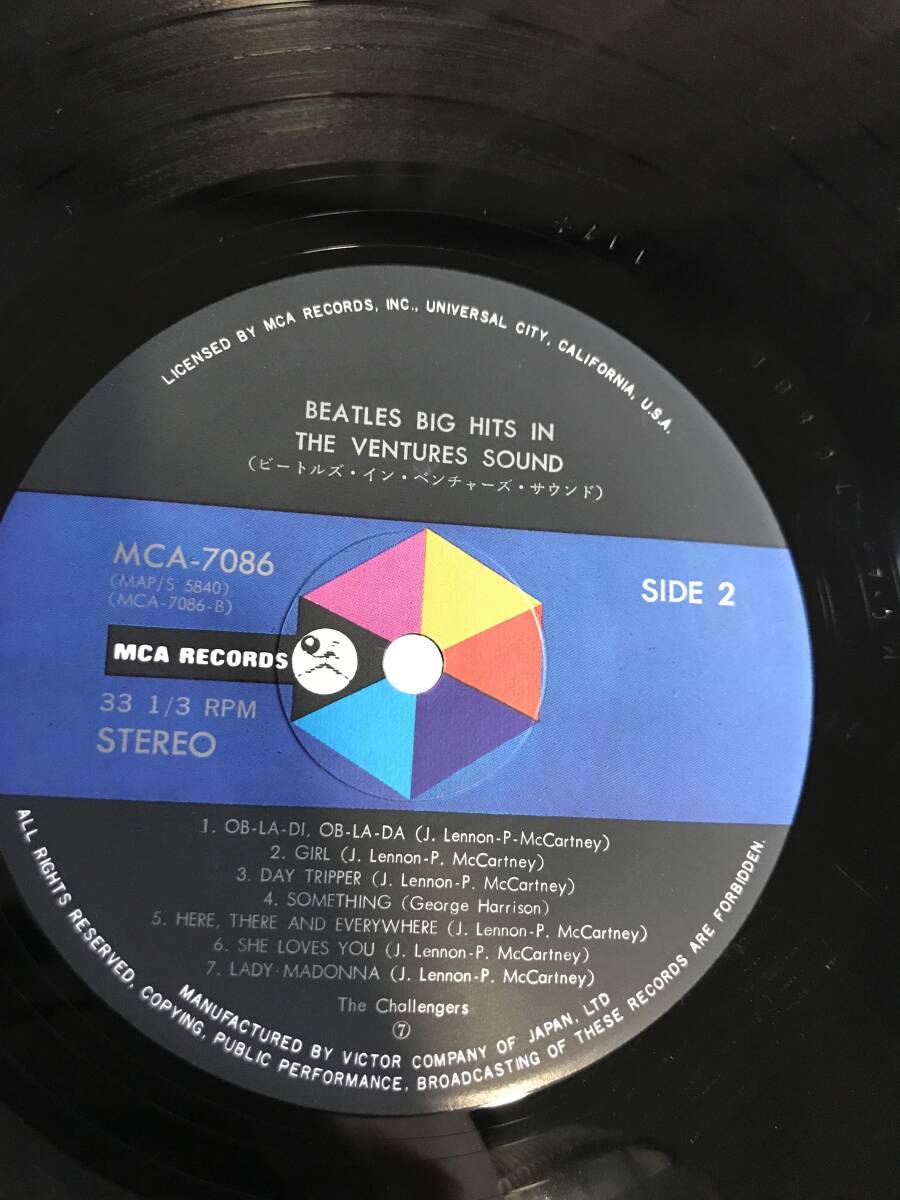 LICENSED BY MCA RECORDS, INC., UNIVERSAL CITY, CALIFORNIA, U.S.A.
BEATLES BIG HITS IN
THE VENTURES SOUND
(ビートルズ・イン・ベンチャーズ・サウンド)
MCA-7086
(MAP/S 5840)
(MCA-7086-B)
SIDE 2
MCA RECORDS
33 1/3 RPM
STEREO
1. OB-LA-DI, OB-LA-DA (J. Lennon-P-McCartney)
2. GIRL (J. Lennon-P. McCartney)
3. DAY TRIPPER (J. Lennon-P. McCartney)
4. SOMETHING (George Harrison)
5. HERE, THERE AND EVERYWHERE (J. Lennon-P. McCartney)
6. SHE LOVES YOU (J. Lennon-P. McCartney)
7. LADY MADONNA (J. Lennon-P. McCartney)
The Challengers
⑦
MANUFACTURED BY VICTOR COMPANY OF JAPAN, LTD
ALL RIGHTS RESERVED, COPYING, PUBLIC PERFORMANCE, BROADCASTING OF THESE RECORDS ARE FORBIDDEN.